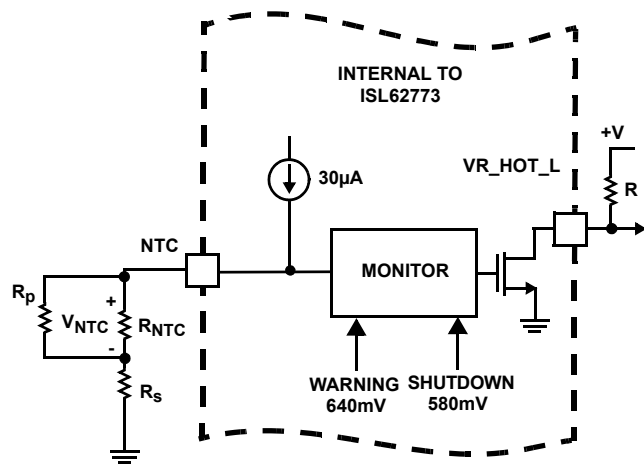 INTERNAL TO
ISL62773
+V
VR_HOT_L
R
30µA
NTC
MONITOR
Rp
+
VNTC
RNTC
-
Rs
WARNING
640mV
SHUTDOWN
580mV